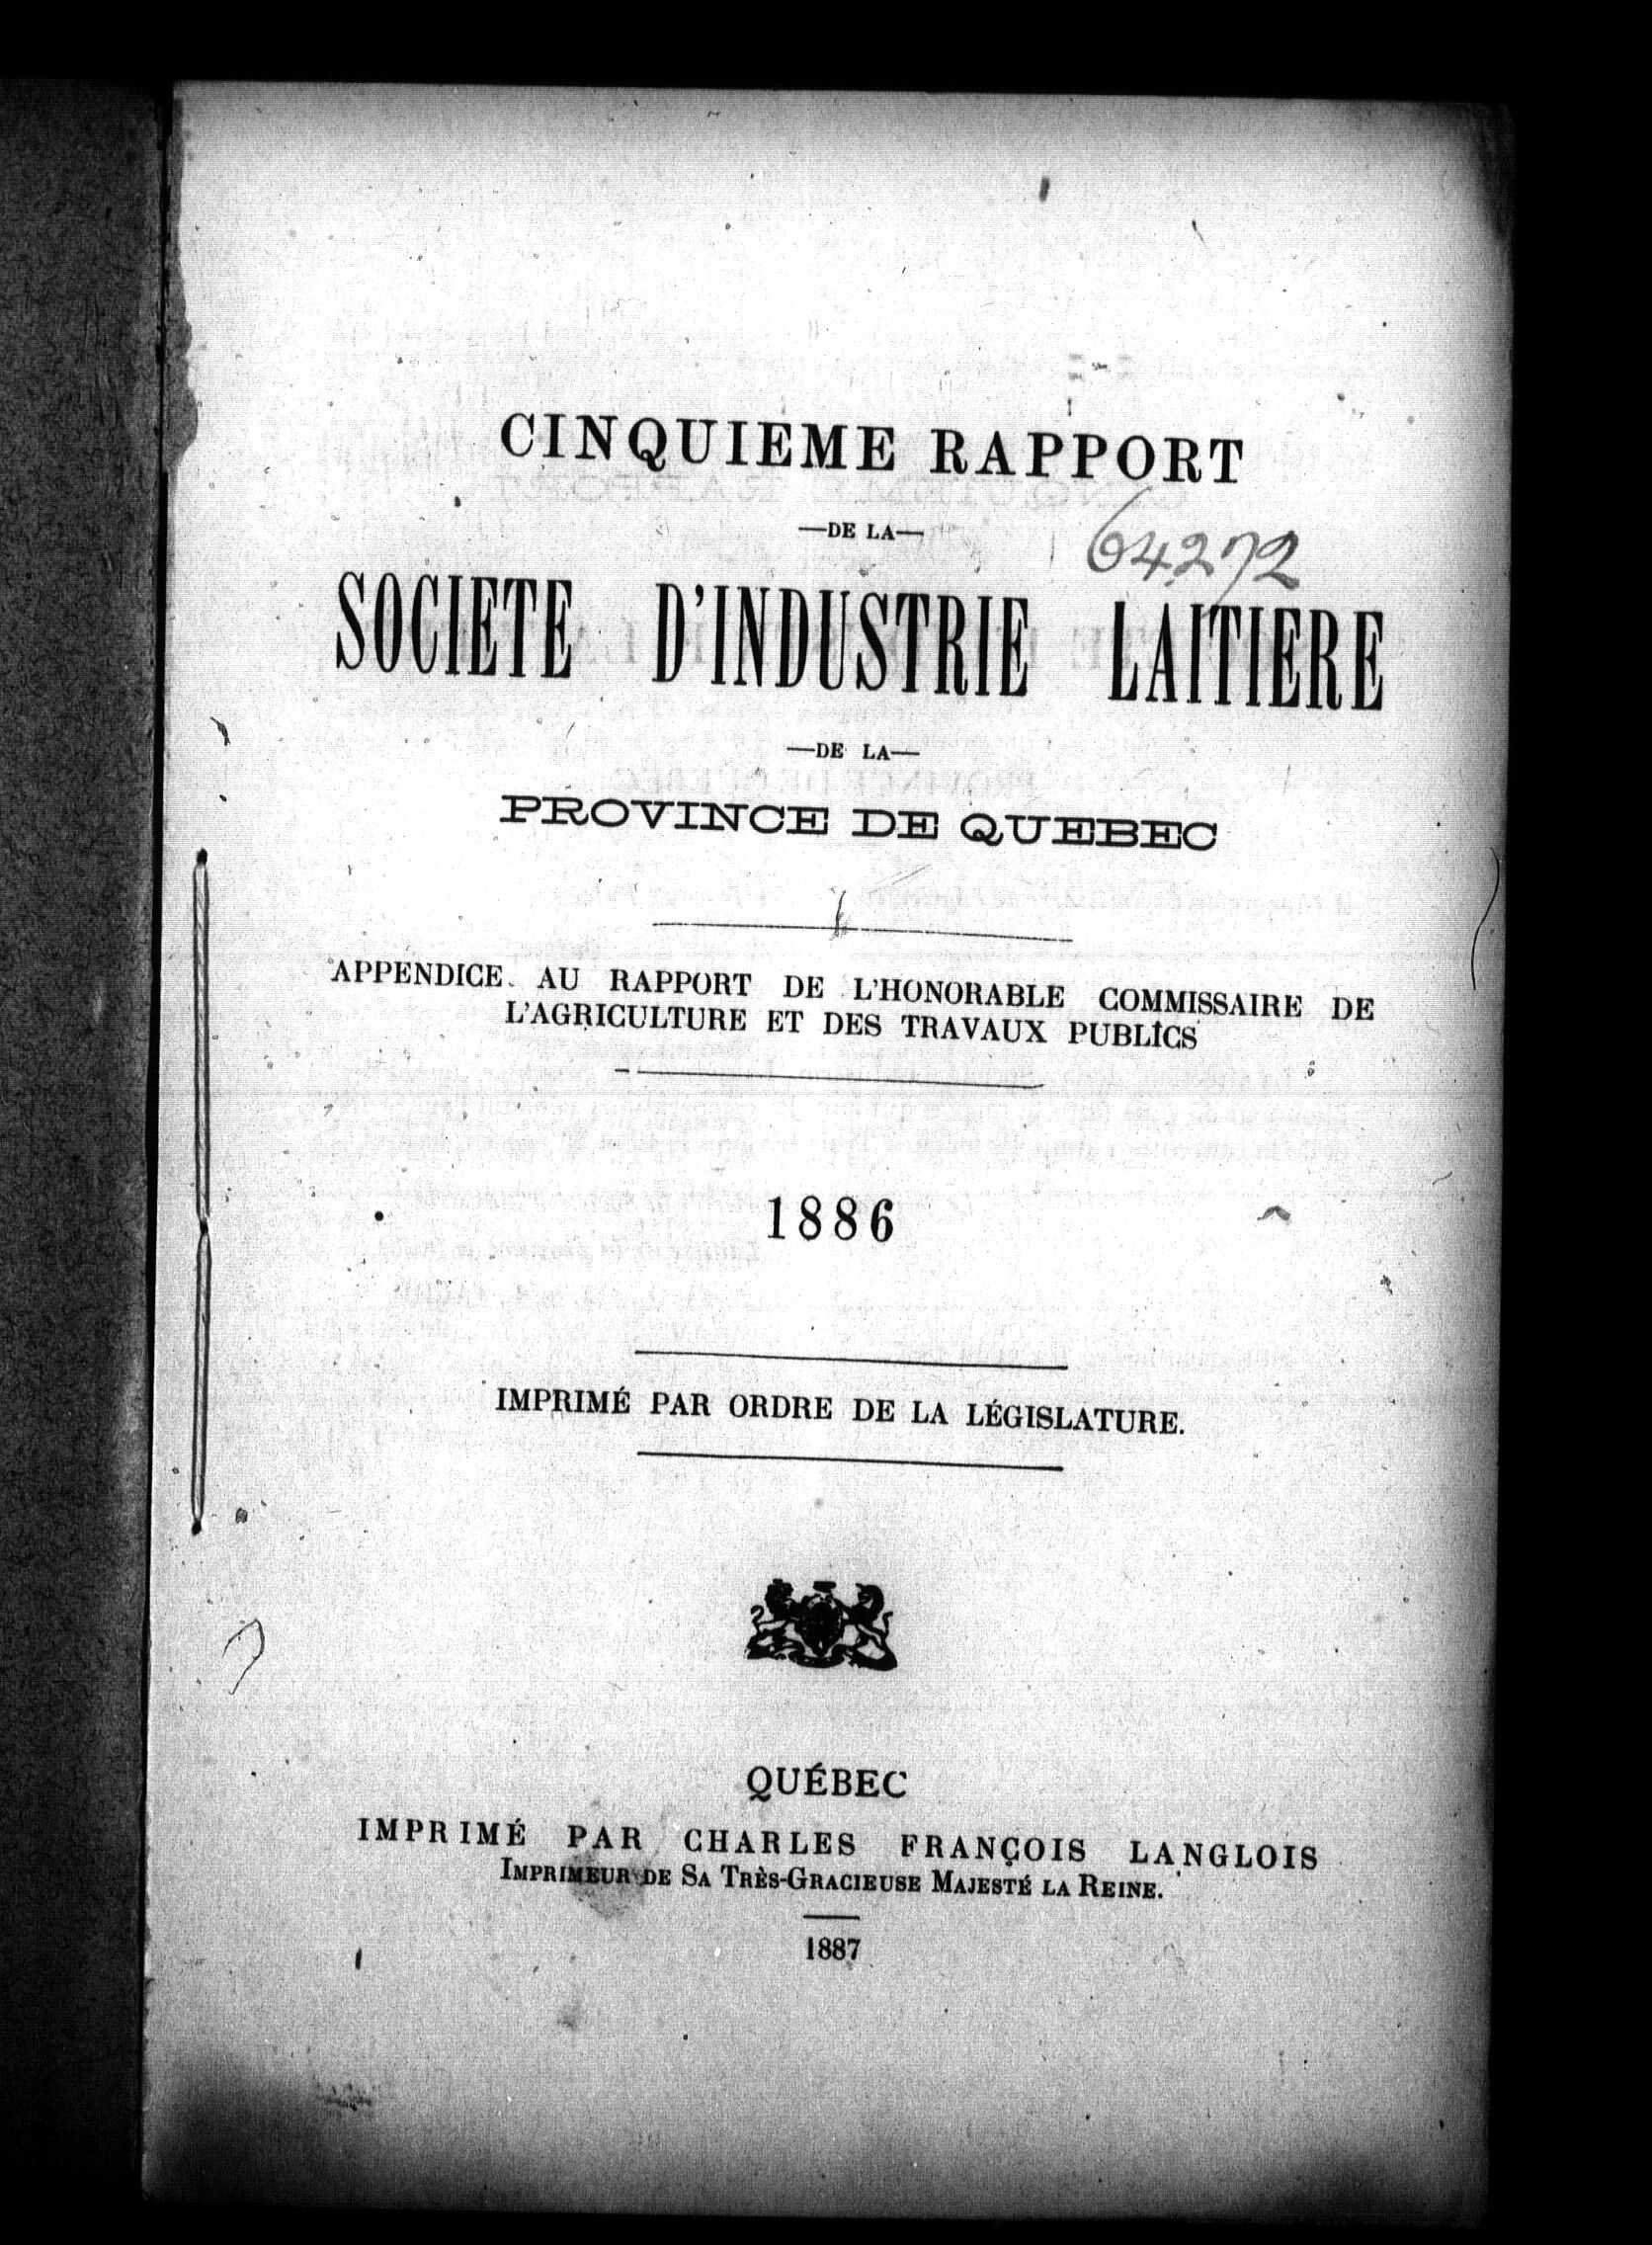 CINQUIEME RAPPORT
—DE LA—
64272
SOCIETE D'INDUSTRIE LAITIERE
—DE LA—
PROVINCE DE QUEBEC
APPENDICE AU RAPPORT DE L'HONORABLE COMMISSAIRE DE
L'AGRICULTURE ET DES TRAVAUX PUBLICS
1886
IMPRIMÉ PAR ORDRE DE LA LÉGISLATURE.
QUÉBEC
IMPRIMÉ PAR CHARLES FRANÇOIS LANGLOIS
IMPRIMEUR DE SA TRÈS-GRACIEUSE MAJESTÉ LA REINE.
1887